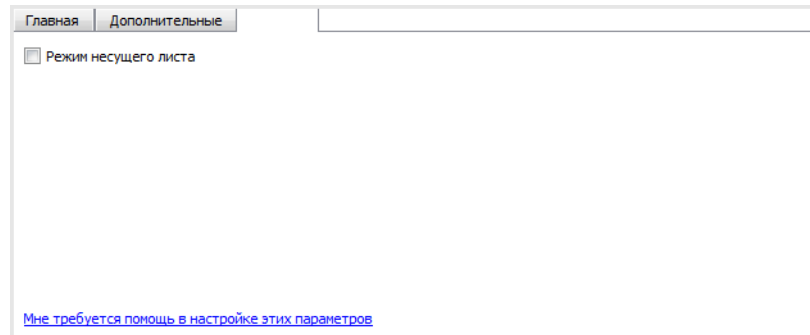 Главная Дополнительные
Режим несущего листа
Мне требуется помощь в настройке этих параметров